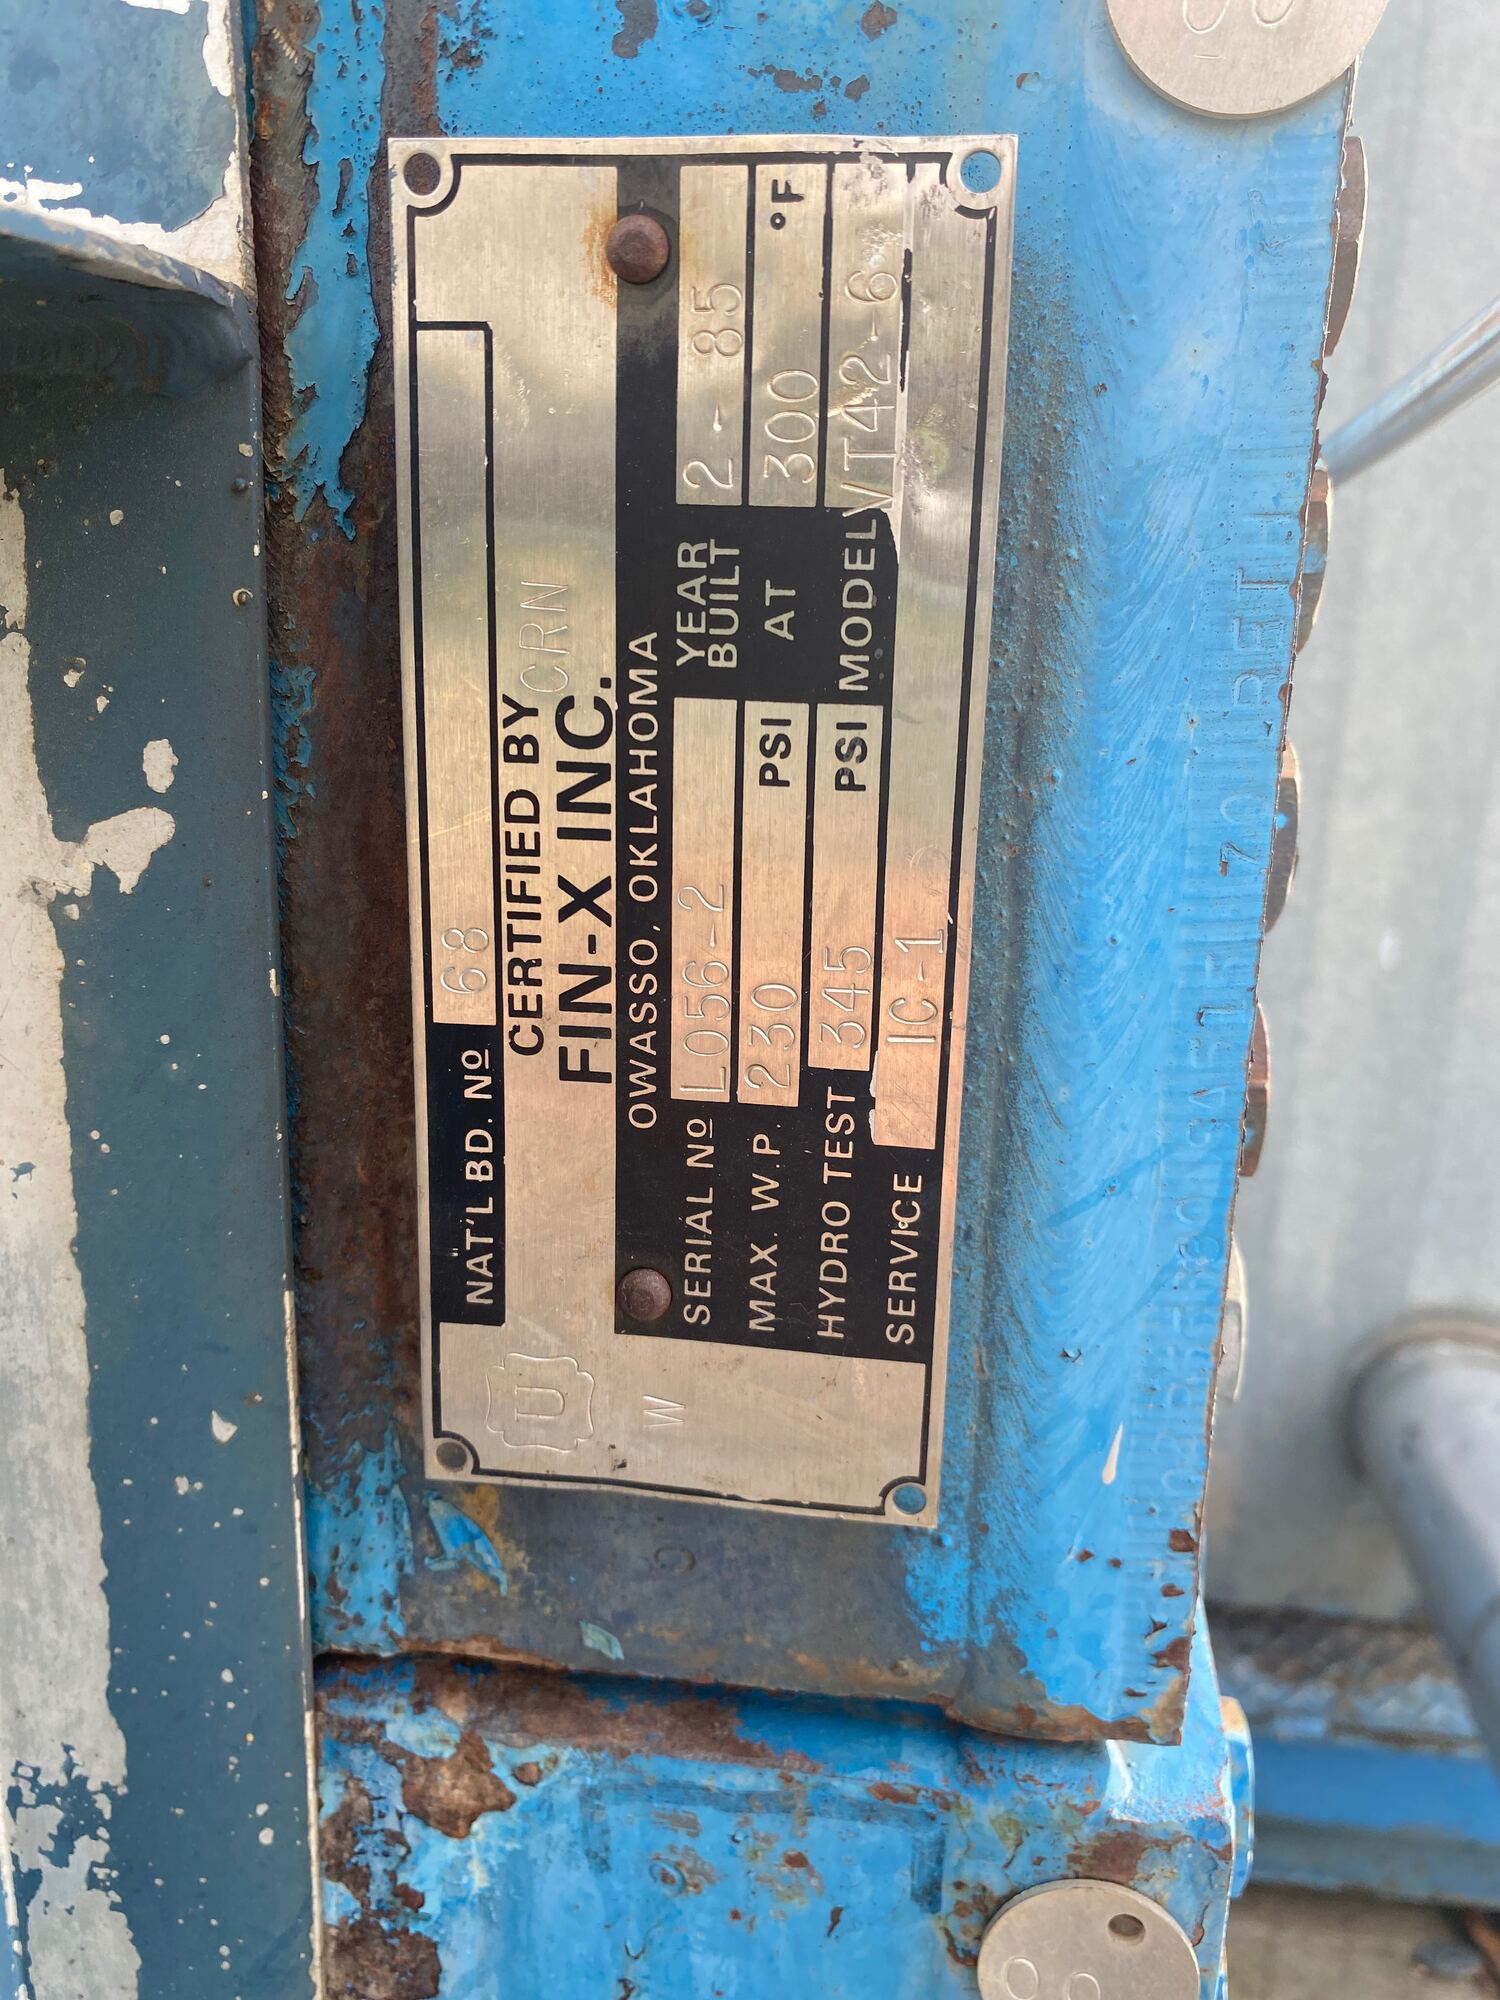 NAT'L BD. Nº 68
U
CERTIFIED BY
CRN
FIN-X INC.
OWASSO, OKLAHOMA
W
SERIAL Nº L056-2 YEAR BUILT 2-85
MAX. W.P. 230 PSI AT 300 °F
HYDRO TEST 345 PSI MODEL VT42-6
SERVICE IC-1